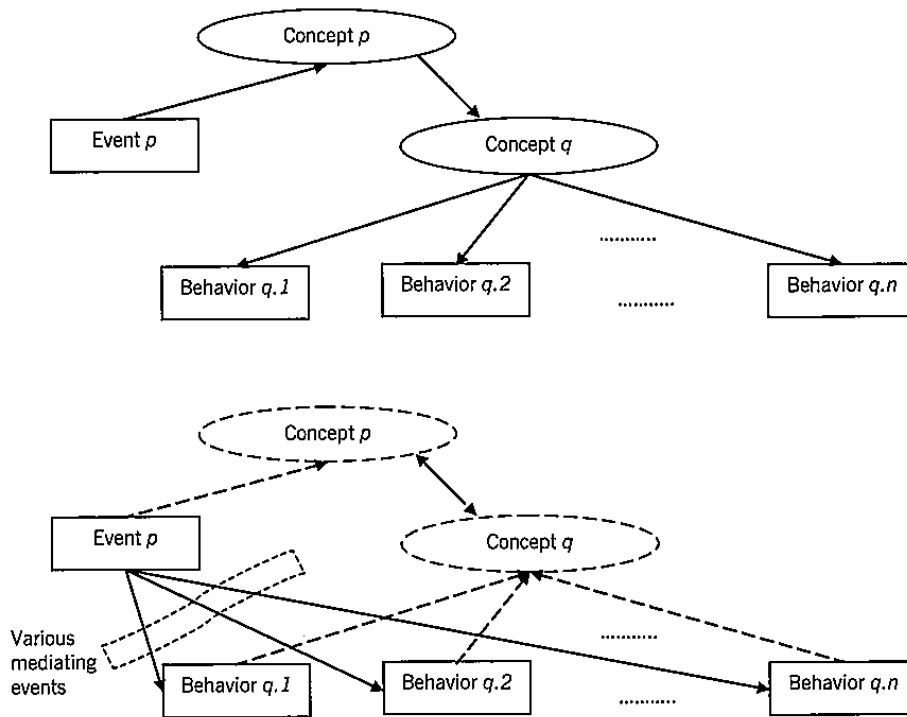 Concept p
Event p
Concept q
Behavior q.1
Behavior q.2
Behavior q.n
Concept p
Event p
Concept q
Various
mediating
events
Behavior q.1
Behavior q.2
Behavior q.n